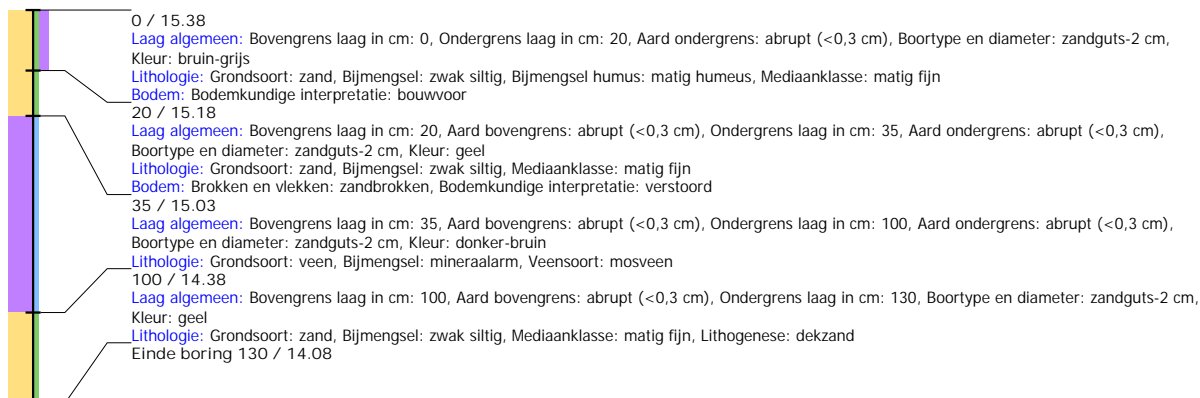 0 / 15.38
Laag algemeen: Bovengrens laag in cm: 0, Ondergrens laag in cm: 20, Aard ondergrens: abrupt (<0,3 cm), Boortype en diameter: zandguts-2 cm,
Kleur: bruin-grijs
Lithologie: Grondsoort: zand, Bijmengsel: zwak siltig, Bijmengsel humus: matig humeus, Mediaanklasse: matig fijn
Bodem: Bodemkundige interpretatie: bouwvoor
20 / 15.18
Laag algemeen: Bovengrens laag in cm: 20, Aard bovengrens: abrupt (<0,3 cm), Ondergrens laag in cm: 35, Aard ondergrens: abrupt (<0,3 cm),
Boortype en diameter: zandguts-2 cm, Kleur: geel
Lithologie: Grondsoort: zand, Bijmengsel: zwak siltig, Mediaanklasse: matig fijn
Bodem: Brokken en vlekken: zandbrokken, Bodemkundige interpretatie: verstoord
35 / 15.03
Laag algemeen: Bovengrens laag in cm: 35, Aard bovengrens: abrupt (<0,3 cm), Ondergrens laag in cm: 100, Aard ondergrens: abrupt (<0,3 cm),
Boortype en diameter: zandguts-2 cm, Kleur: donker-bruin
Lithologie: Grondsoort: veen, Bijmengsel: mineraalarm, Veensoort: mosveen
100 / 14.38
Laag algemeen: Bovengrens laag in cm: 100, Aard bovengrens: abrupt (<0,3 cm), Ondergrens laag in cm: 130, Boortype en diameter: zandguts-2 cm,
Kleur: geel
Lithologie: Grondsoort: zand, Bijmengsel: zwak siltig, Mediaanklasse: matig fijn, Lithogenese: dekzand
Einde boring 130 / 14.08